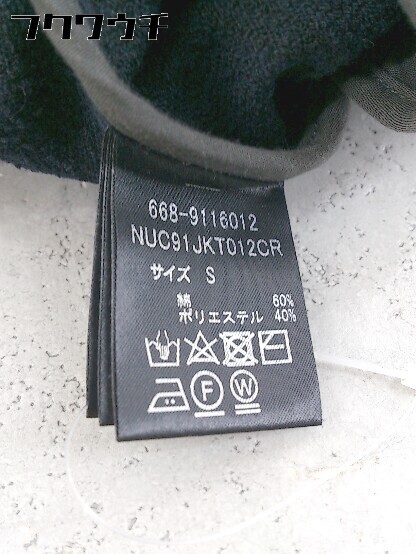 フクワウチ
668-9116012
NUC91JKT012CR
サイズ S
綿 60%
ポリエステル 40%
F W